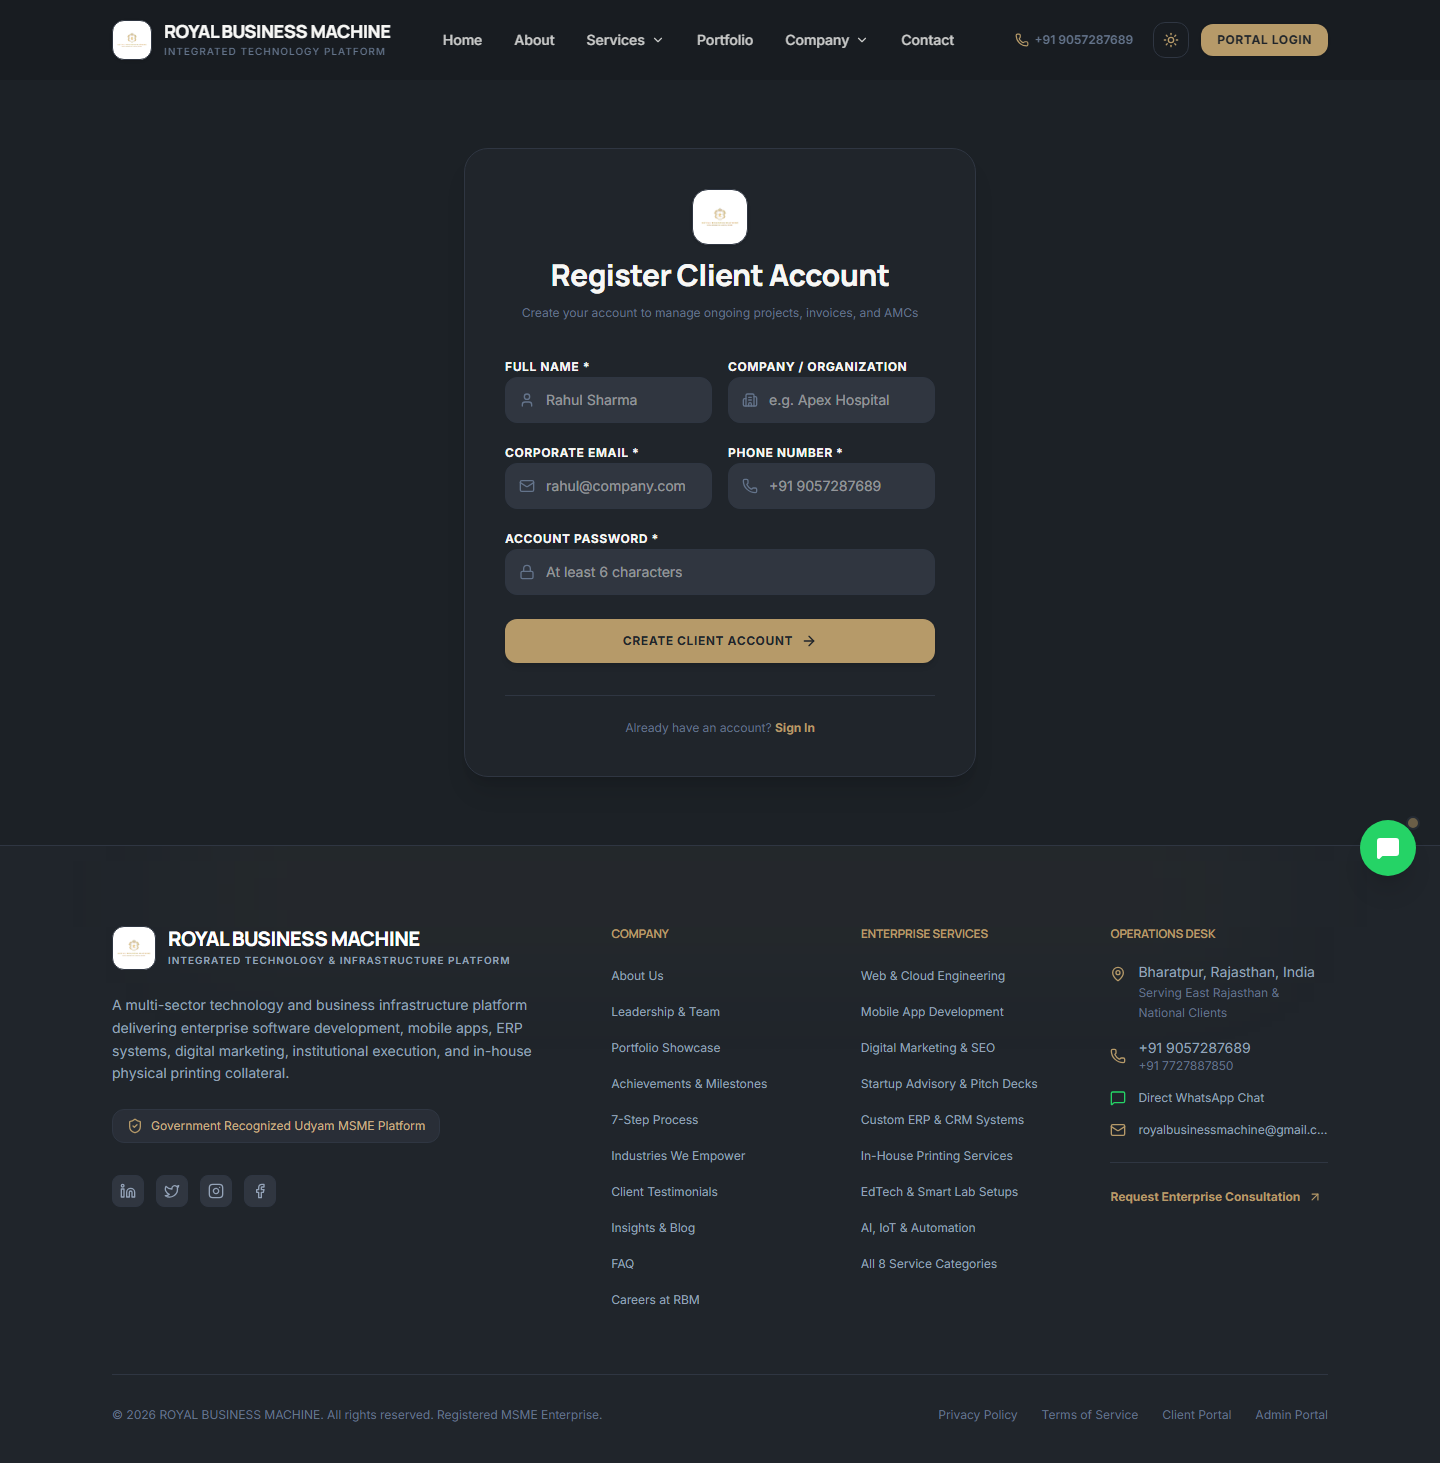 ROYAL BUSINESS MACHINE
INTEGRATED TECHNOLOGY PLATFORM
Home
About
Services
Portfolio
Company
Contact
+91 9057287689
PORTAL LOGIN
Register Client Account
Create your account to manage ongoing projects, invoices, and AMCs
FULL NAME *
COMPANY / ORGANIZATION
Rahul Sharma
e.g. Apex Hospital
CORPORATE EMAIL *
PHONE NUMBER *
rahul@company.com
+91 9057287689
ACCOUNT PASSWORD *
At least 6 characters
CREATE CLIENT ACCOUNT
Already have an account? Sign In
ROYAL BUSINESS MACHINE
INTEGRATED TECHNOLOGY & INFRASTRUCTURE PLATFORM
A multi-sector technology and business infrastructure platform
delivering enterprise software development, mobile apps, ERP
systems, digital marketing, institutional execution, and in-house
physical printing collateral.
Government Recognized Udyam MSME Platform
COMPANY
About Us
Leadership & Team
Portfolio Showcase
Achievements & Milestones
7-Step Process
Industries We Empower
Client Testimonials
Insights & Blog
FAQ
Careers at RBM
ENTERPRISE SERVICES
Web & Cloud Engineering
Mobile App Development
Digital Marketing & SEO
Startup Advisory & Pitch Decks
Custom ERP & CRM Systems
In-House Printing Services
EdTech & Smart Lab Setups
AI, IoT & Automation
All 8 Service Categories
OPERATIONS DESK
Bharatpur, Rajasthan, India
Serving East Rajasthan &
National Clients
+91 9057287689
+91 7727887850
Direct WhatsApp Chat
royalbusinessmachine@gmail.c...
Request Enterprise Consultation
© 2026 ROYAL BUSINESS MACHINE. All rights reserved. Registered MSME Enterprise.
Privacy Policy
Terms of Service
Client Portal
Admin Portal